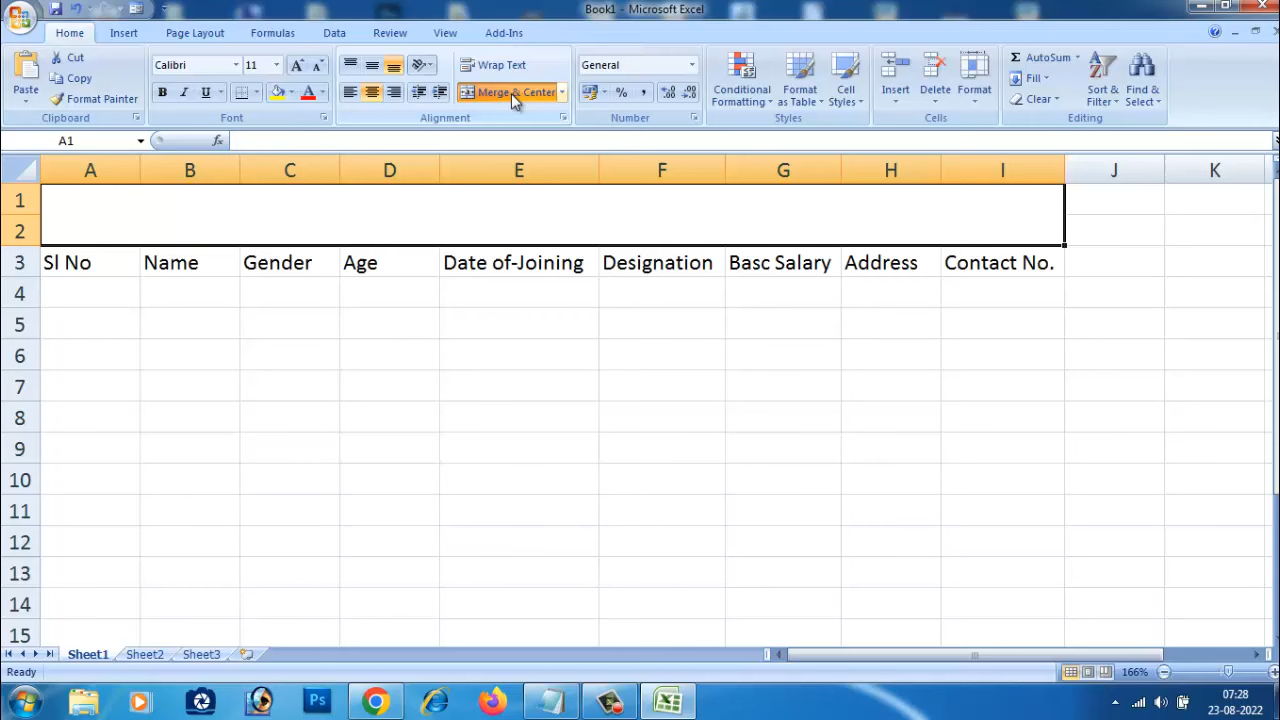 Book1 - Microsoft Excel
Home Insert Page Layout Formulas Data Review View Add-Ins
Cut
Copy
Format Painter
Paste
Clipboard
Calibri 11
B I U
Font
Wrap Text
Merge & Center
Alignment
General
%
Number
Conditional Formatting
Format as Table
Cell Styles
Styles
Insert Delete Format
Cells
Σ AutoSum
Fill
Clear
Sort & Filter
Find & Select
Editing
A1 fx
A B C D E F G H I J K
1
2
3 Sl No Name Gender Age Date of-Joining Designation Basc Salary Address Contact No.
4
5
6
7
8
9
10
11
12
13
14
15
Sheet1 Sheet2 Sheet3
Ready 166%
Ps
07:28
23-08-2022